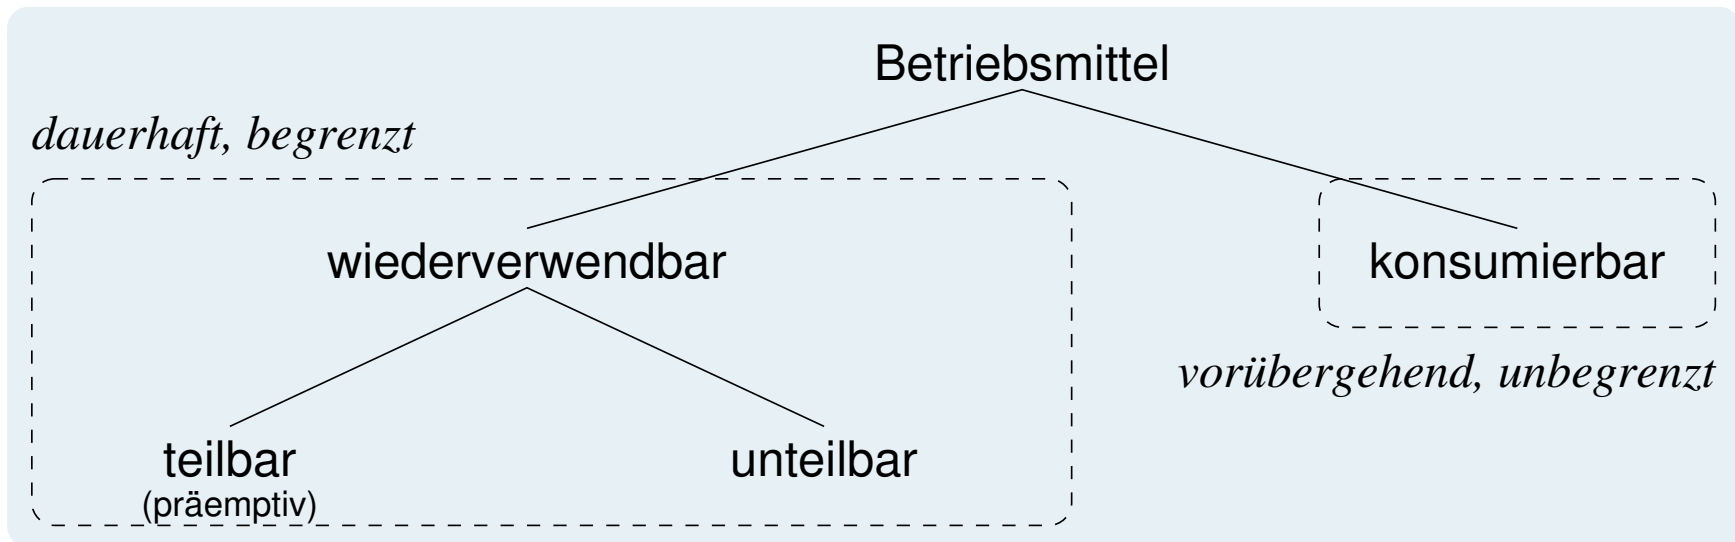 Betriebsmittel
dauerhaft, begrenzt
wiederverwendbar
konsumierbar
vorübergehend, unbegrenzt
teilbar
(präemptiv)
unteilbar